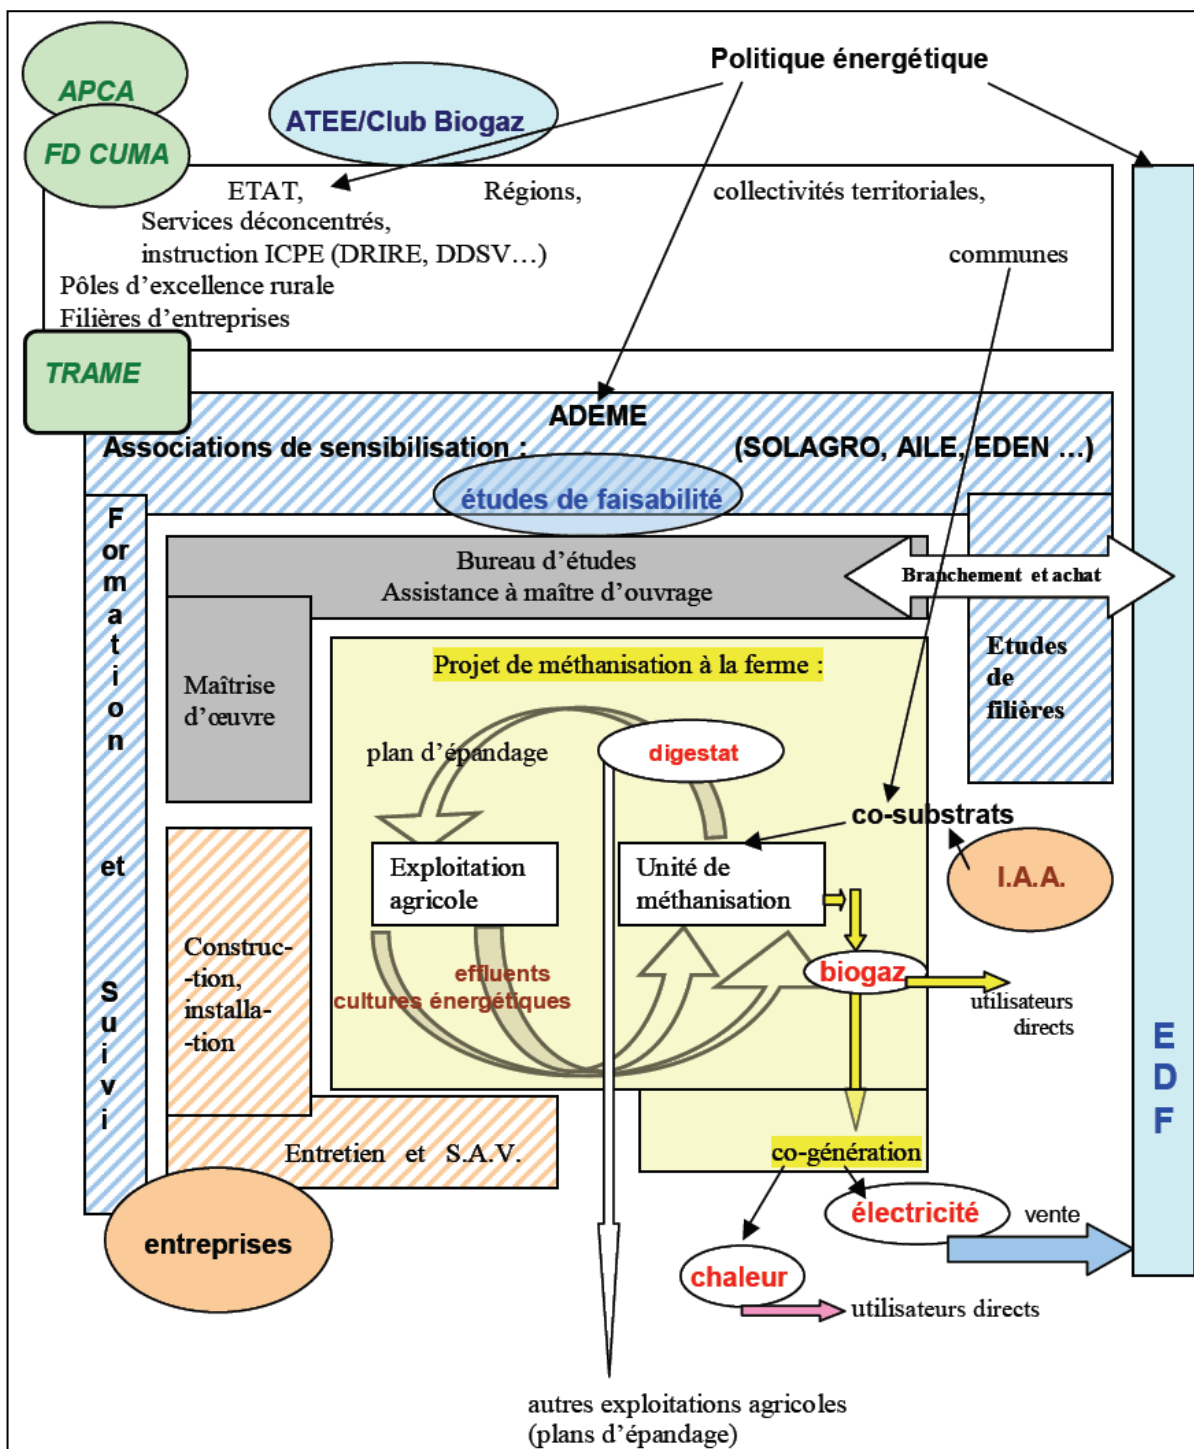 Politique énergétique
APCA
ATEE/Club Biogaz
FD CUMA
ETAT, Régions, collectivités territoriales,
Services déconcentrés,
instruction ICPE (DRIRE, DDSV…) communes
Pôles d’excellence rurale
Filières d’entreprises
TRAME
ADEME
Associations de sensibilisation : (SOLAGRO, AILE, EDEN …)
études de faisabilité
Formation et Suivi
Bureau d’études
Assistance à maître d’ouvrage
Branchement et achat
Etudes
de
filières
Maîtrise
d’œuvre
Projet de méthanisation à la ferme :
plan d’épandage
digestat
co-substrats
I.A.A.
Exploitation
agricole
Unité de
méthanisation
effluents
cultures énergétiques
biogaz
utilisateurs
directs
Construc-
-tion,
installa-
-tion
Entretien et S.A.V.
co-génération
électricité
vente
EDF
entreprises
chaleur
utilisateurs directs
autres exploitations agricoles
(plans d’épandage)